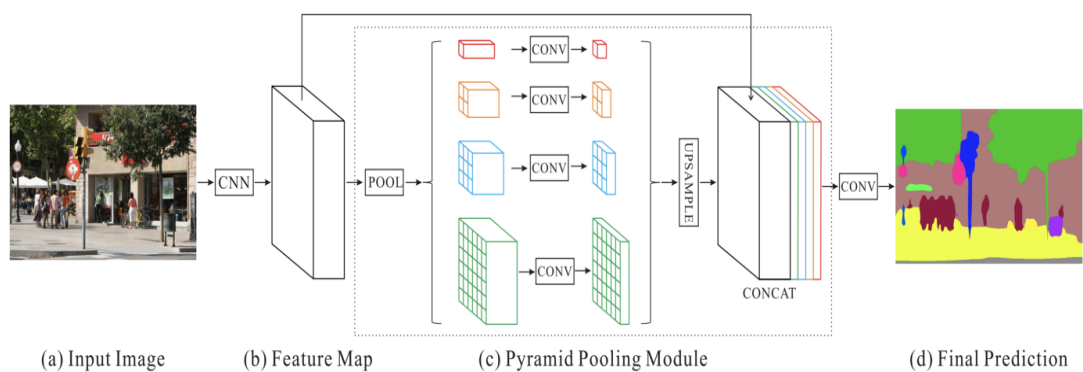 CNN
POOL
CONV
CONV
CONV
CONV
UPSAMPLE
CONCAT
CONV
(a) Input Image
(b) Feature Map
(c) Pyramid Pooling Module
(d) Final Prediction